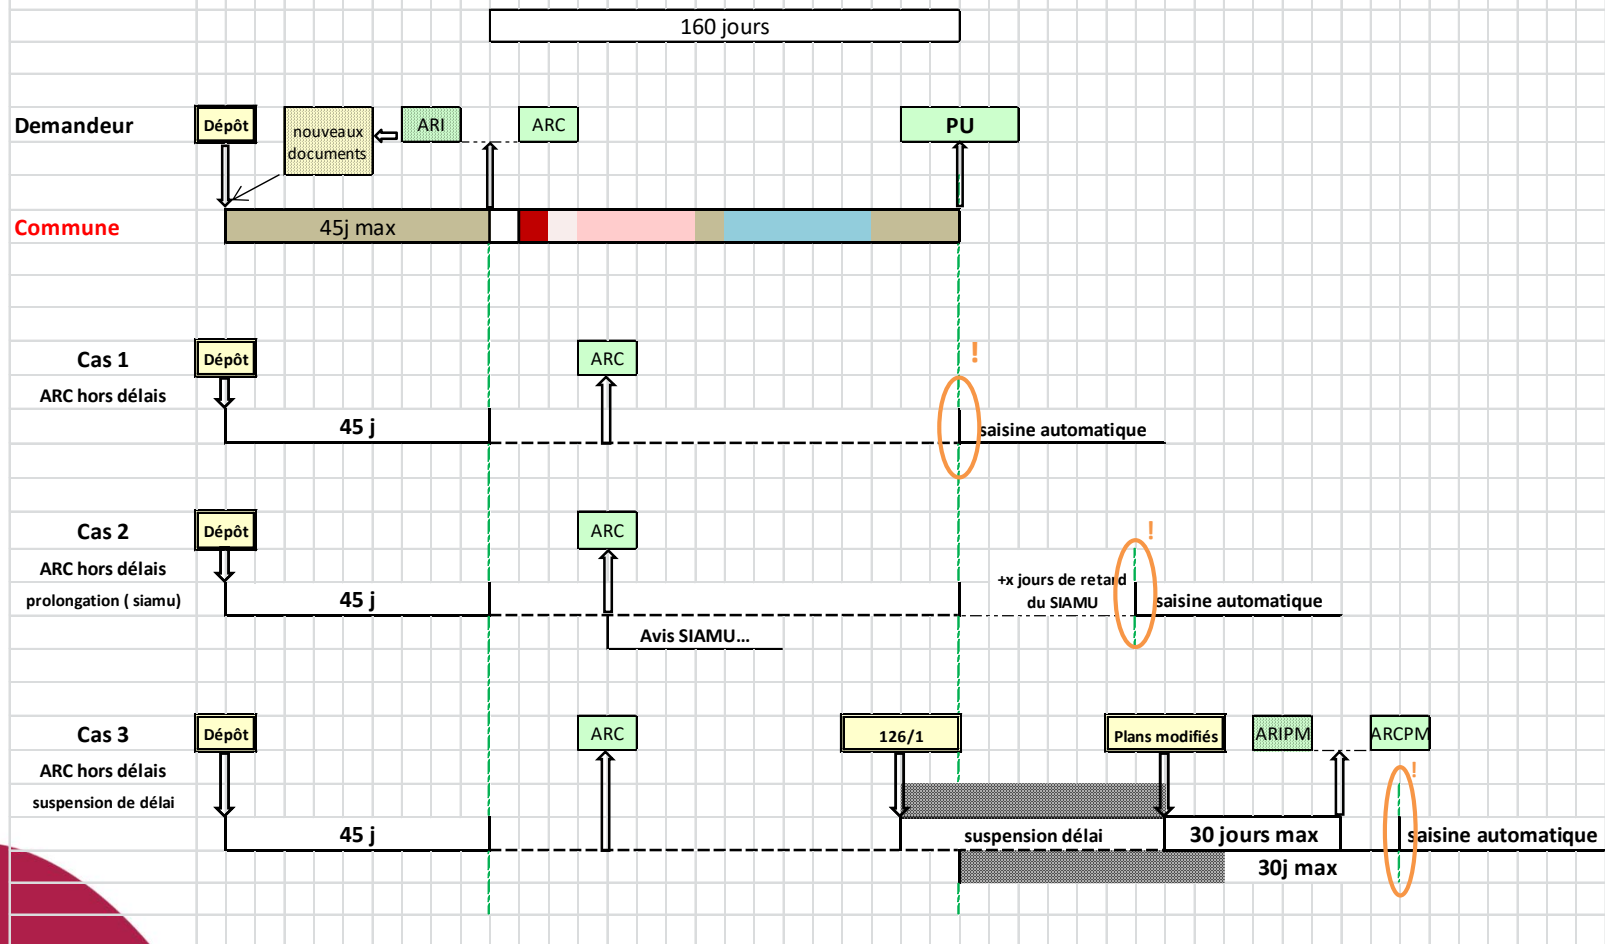 160 jours
Demandeur
Dépôt
nouveaux
documents
ARI
ARC
PU
Commune
45j max
Cas 1
ARC hors délais
Dépôt
ARC
!
45 j
saisine automatique
Cas 2
ARC hors délais
prolongation ( siamu)
Dépôt
ARC
!
45 j
+x jours de retard
du SIAMU
saisine automatique
Avis SIAMU...
Cas 3
ARC hors délais
suspension de délai
Dépôt
ARC
126/1
Plans modifiés
ARIPM
ARCPM
!
45 j
suspension délai
30 jours max
saisine automatique
30j max